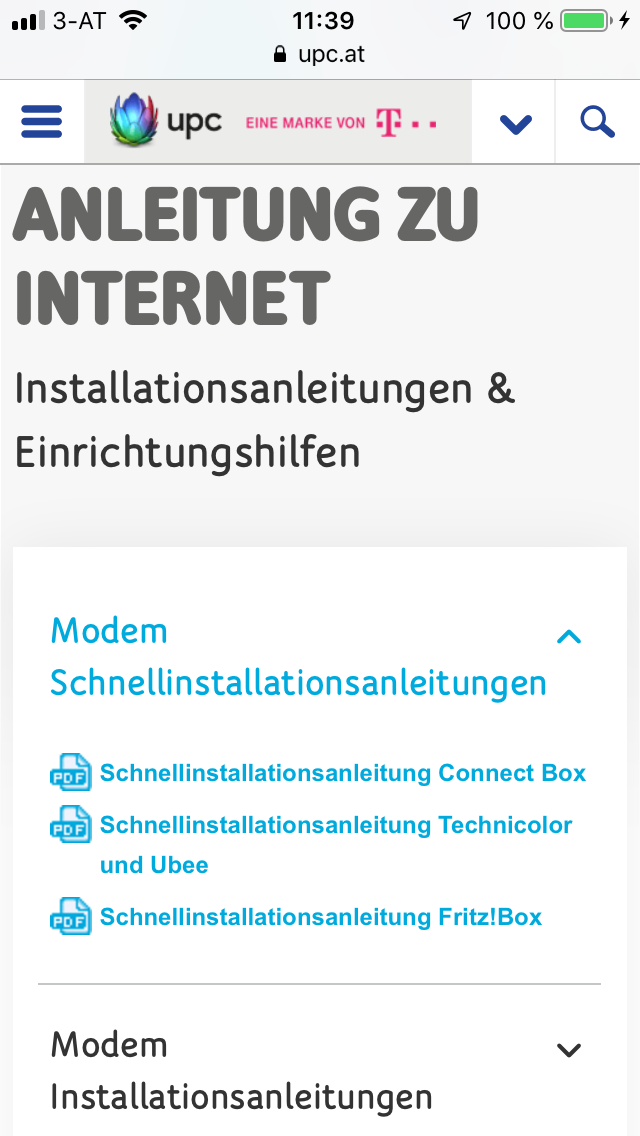 3-AT 11:39 100 %
upc.at
upc EINE MARKE VON T
ANLEITUNG ZU
INTERNET
Installationsanleitungen &
Einrichtungshilfen
Modem
Schnellinstallationsanleitungen
PDF Schnellinstallationsanleitung Connect Box
PDF Schnellinstallationsanleitung Technicolor
und Ubee
PDF Schnellinstallationsanleitung Fritz!Box
Modem
Installationsanleitungen